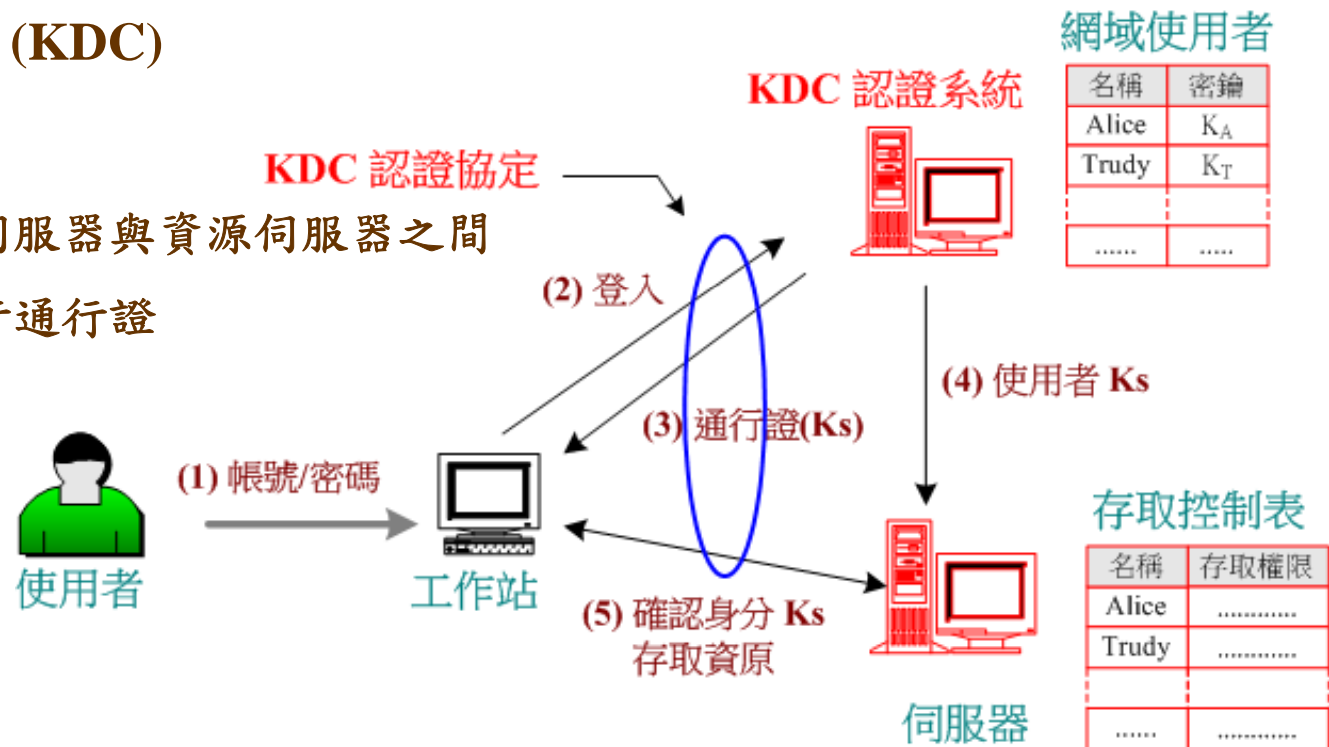 (KDC)
網域使用者
KDC 認證系統
名稱 密鑰
Alice KA
Trudy KT
...... .....
KDC 認證協定
伺服器與資源伺服器之間
通行證
(2) 登入
(3) 通行證(Ks)
(4) 使用者 Ks
(1) 帳號/密碼
使用者
工作站
(5) 確認身分 Ks
存取資原
伺服器
存取控制表
名稱 存取權限
Alice ............
Trudy ............
...... ............